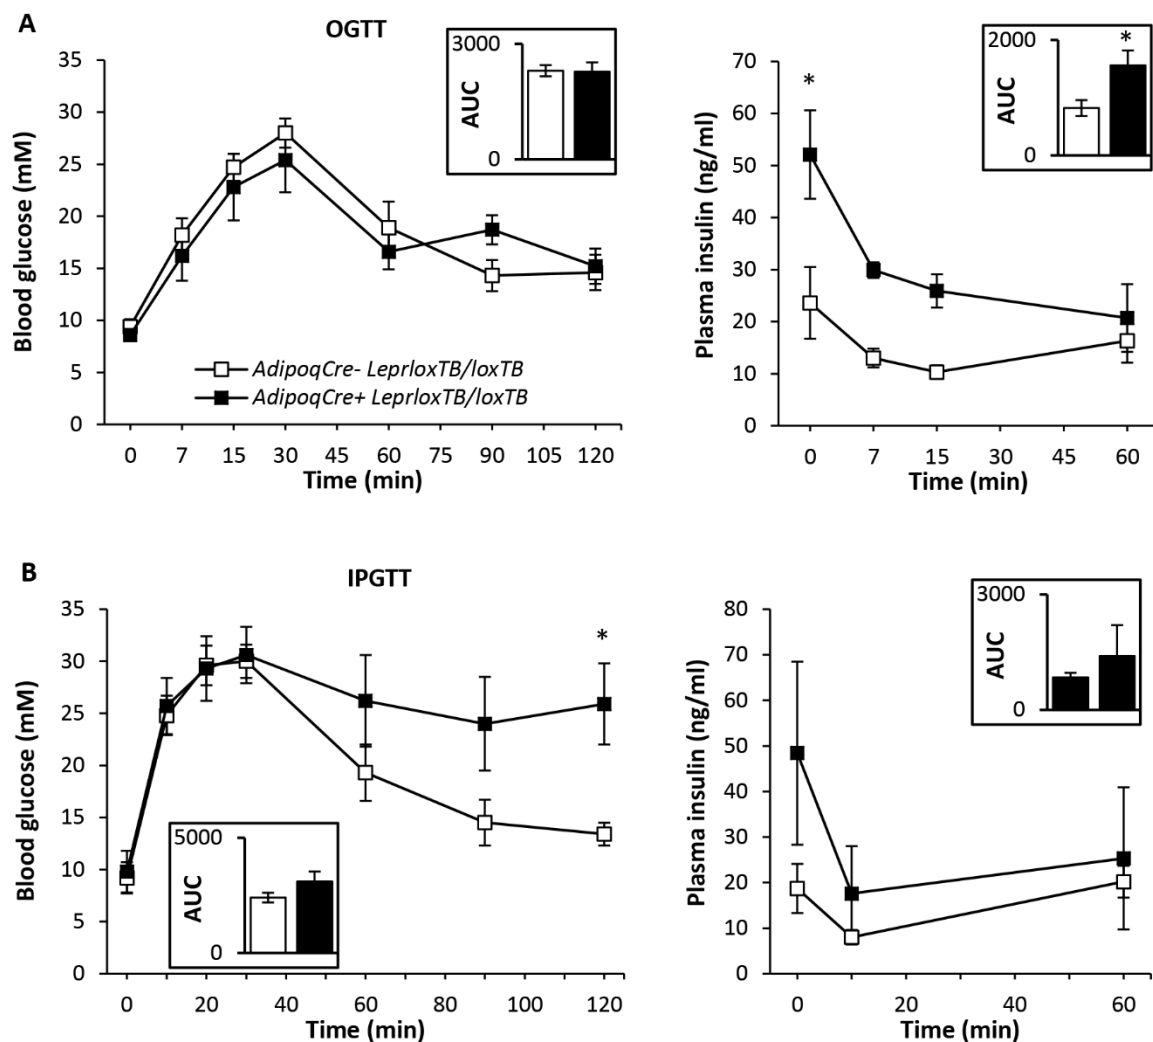 A
OGTT
35
30
25
20
15
10
5
0
Blood glucose (mM)
0 7 15 30 45 60 75 90 105 120
Time (min)
3000
AUC
0
AdipoqCre- LeprloxTB/loxTB
AdipoqCre+ LeprloxTB/loxTB
70
60
50
40
30
20
10
0
Plasma insulin (ng/ml)
0 7 15 30 45 60
Time (min)
*
2000
AUC
0
*
B
IPGTT
35
30
25
20
15
10
5
0
Blood glucose (mM)
0 20 40 60 80 100 120
Time (min)
*
5000
AUC
0
80
70
60
50
40
30
20
10
0
Plasma insulin (ng/ml)
0 20 40 60
Time (min)
3000
AUC
0